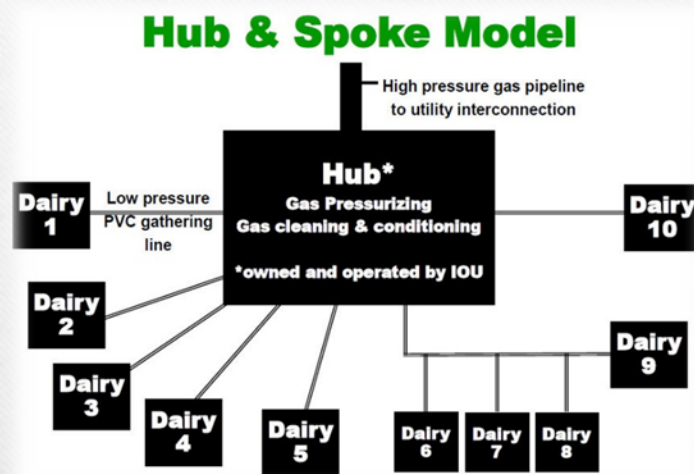 Hub & Spoke Model
High pressure gas pipeline
to utility interconnection
Hub*
Gas Pressurizing
Gas cleaning & conditioning
*owned and operated by IOU
Dairy
1
Low pressure
PVC gathering
line
Dairy
10
Dairy
2
Dairy
3
Dairy
4
Dairy
5
Dairy
6
Dairy
7
Dairy
8
Dairy
9